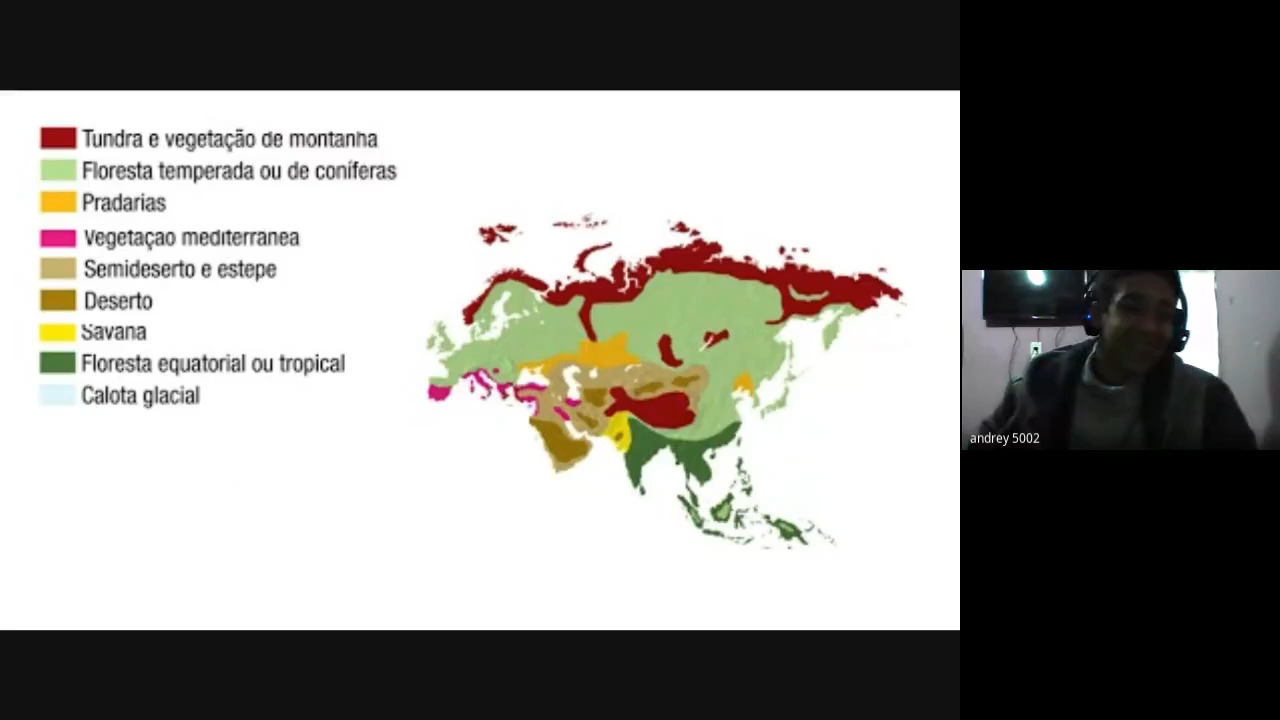 Tundra e vegetação de montanha
Floresta temperada ou de coníferas
Pradarias
Vegetaçao mediterranea
Semideserto e estepe
Deserto
Savana
Floresta equatorial ou tropical
Calota glacial
andrey 5002